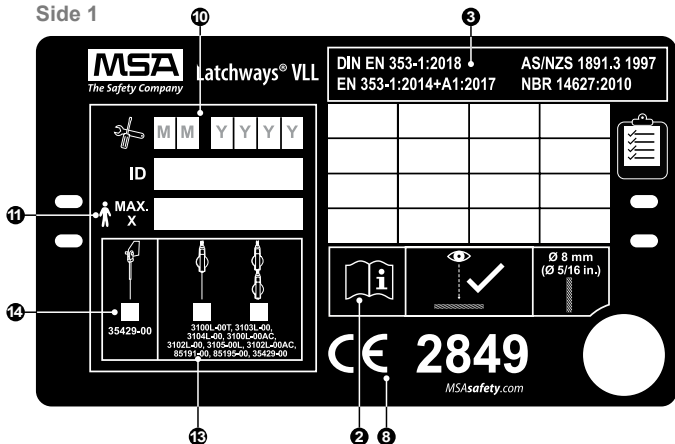 Side 1
10
3
MSA
The Safety Company
Latchways® VLL
DIN EN 353-1:2018
AS/NZS 1891.3 1997
EN 353-1:2014+A1:2017
NBR 14627:2010
M M Y Y Y Y
ID
11
MAX.
X
14
35429-00
3100L-00T, 3103L-00,
3104L-00, 3100L-00AC,
3102L-00, 3105-00L, 3102L-00AC,
85191-00, 85195-00, 35429-00
i
Ø 8 mm
(Ø 5/16 in.)
CE 2849
MSAsafety.com
13
2
8